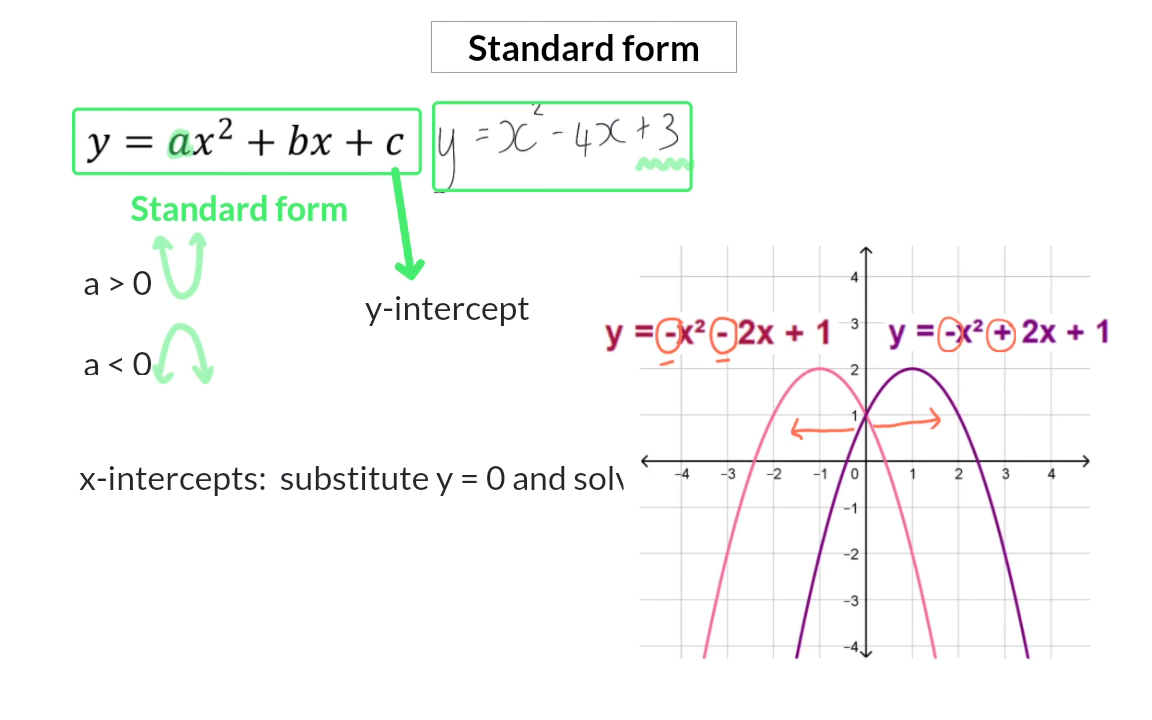 Standard form
y = ax² + bx + c
y = x² - 4x + 3
Standard form
a > 0
y-intercept
a < 0
x-intercepts: substitute y = 0 and
y = -x² - 2x + 1
y = -x² + 2x + 1
4
3
2
1
-4 -3 -2 -1 0 1 2 3 4
-1
-2
-3
-4